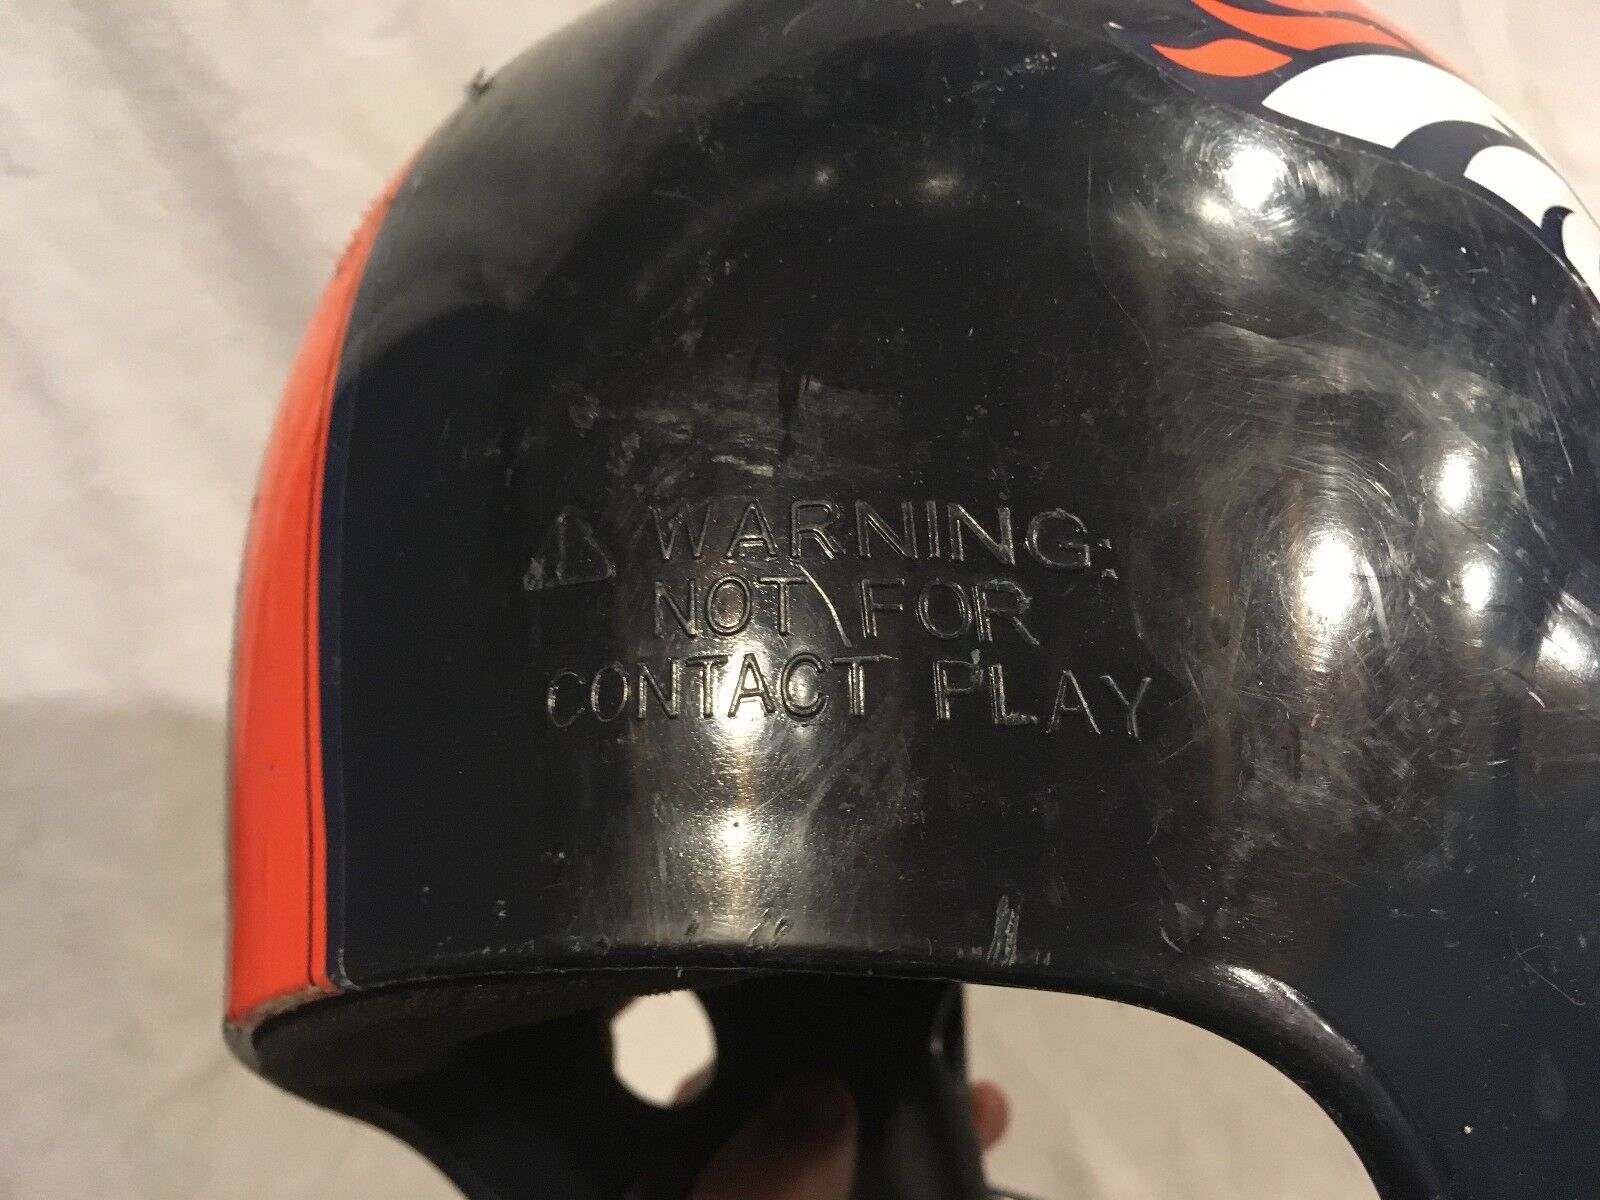 ⚠ WARNING:
NOT FOR
CONTACT PLAY